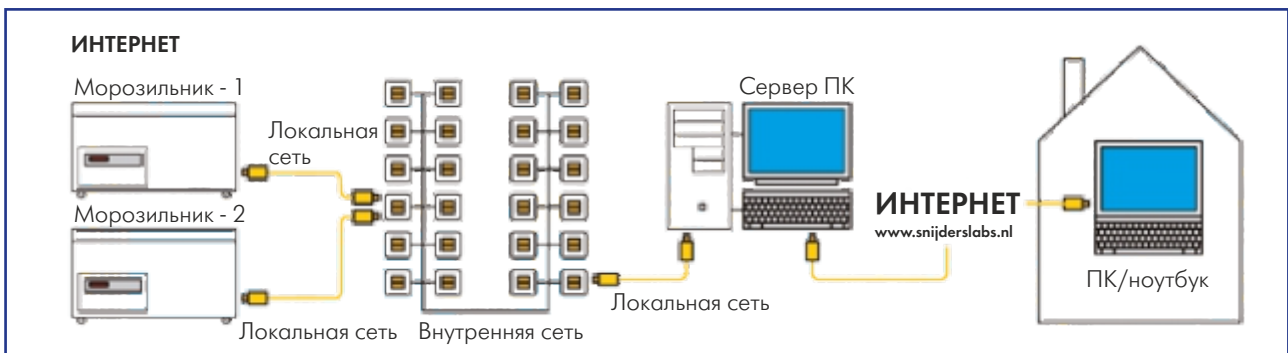 ИНТЕРНЕТ
Морозильник - 1
Локальная
сеть
Морозильник - 2
Локальная сеть
Внутренняя сеть
Локальная сеть
Сервер ПК
ИНТЕРНЕТ
www.snijderslabs.nl
ПК/ноутбук